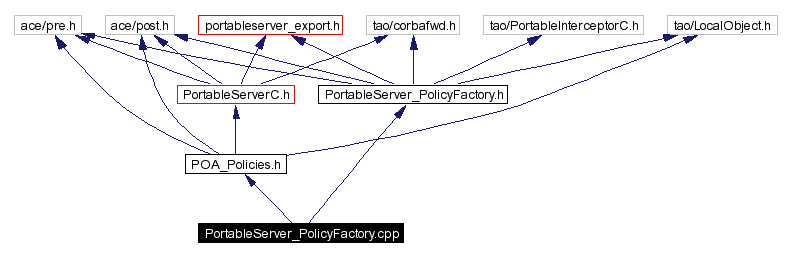 ace/pre.h
ace/post.h
portableserver_export.h
tao/corbafwd.h
tao/PortableInterceptorC.h
tao/LocalObject.h
PortableServerC.h
PortableServer_PolicyFactory.h
POA_Policies.h
PortableServer_PolicyFactory.cpp